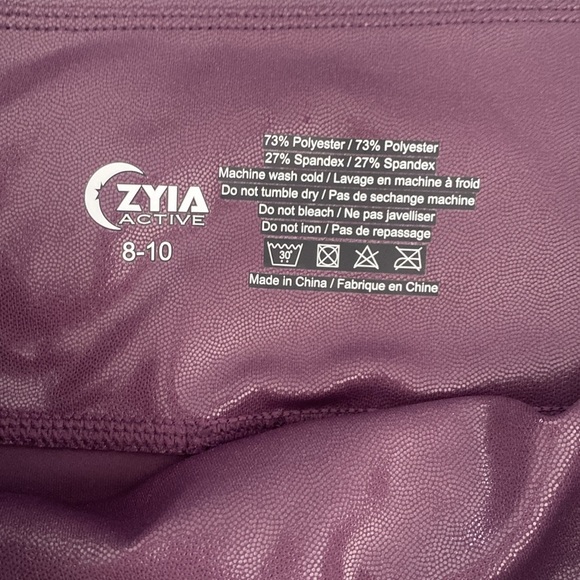 ZYIA
ACTIVE
8-10
73% Polyester / 73% Polyester
27% Spandex / 27% Spandex
Machine wash cold / Lavage en machine à froid
Do not tumble dry / Pas de sechange machine
Do not bleach / Ne pas javelliser
Do not iron / Pas de repassage
30°
Made in China / Fabrique en Chine